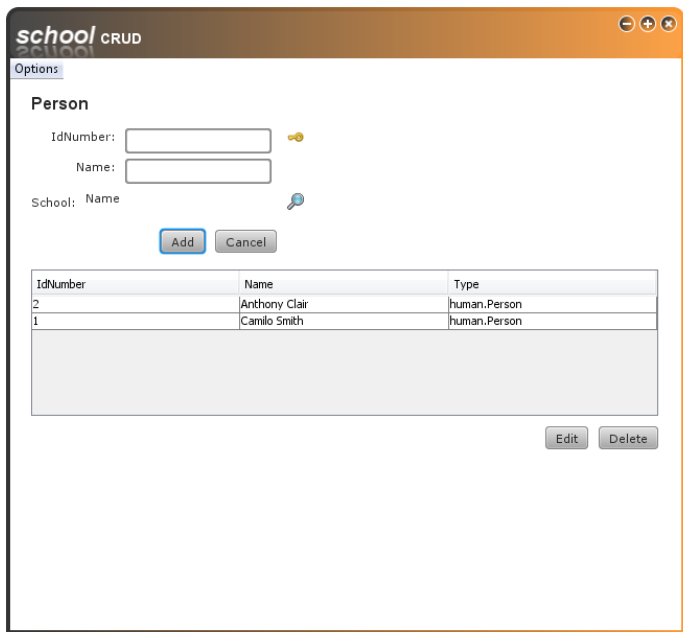 school CRUD
Options
Person
IdNumber:
Name:
School: Name
Add Cancel
IdNumber Name Type
2 Anthony Clair human.Person
1 Camilo Smith human.Person
Edit Delete